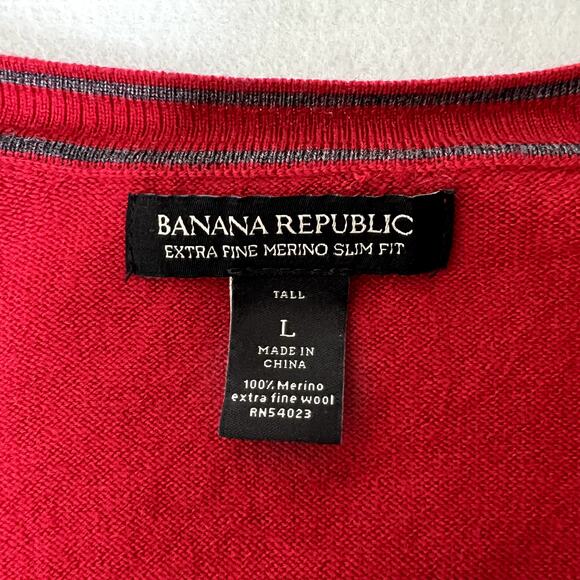 BANANA REPUBLIC
EXTRA FINE MERINO SLIM FIT
TALL
L
MADE IN
CHINA
100% Merino
extra fine wool
RN54023